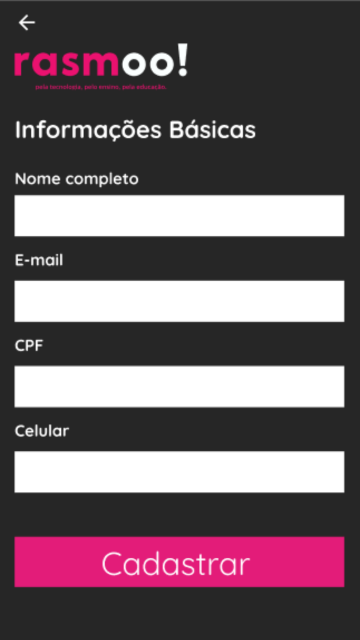 rasmoo!
pela tecnologia, pelo ensino, pela educação.
Informações Básicas
Nome completo
E-mail
CPF
Celular
Cadastrar